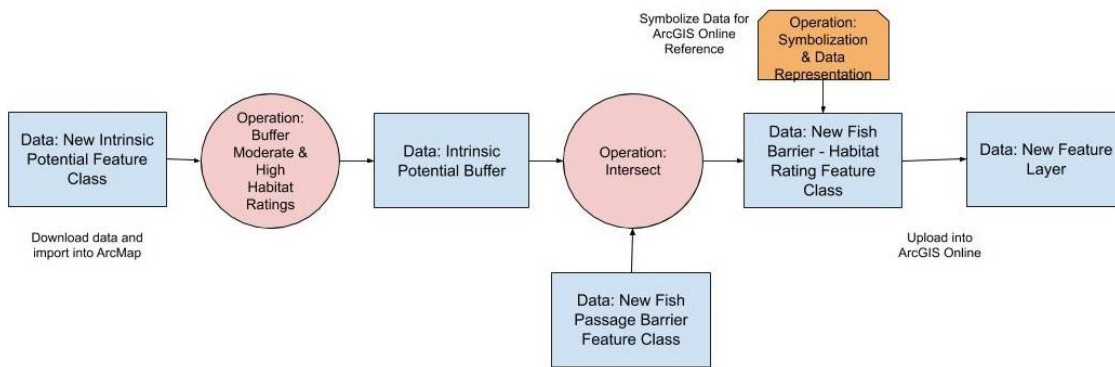 Symbolize Data for
ArcGIS Online
Reference
Operation:
Symbolization
& Data
Representation
Data: New Intrinsic
Potential Feature
Class
Operation:
Buffer
Moderate &
High
Habitat
Ratings
Data: Intrinsic
Potential Buffer
Operation:
Intersect
Data: New Fish
Barrier - Habitat
Rating Feature
Class
Data: New Feature
Layer
Download data and
import into ArcMap
Upload into
ArcGIS Online
Data: New Fish
Passage Barrier
Feature Class